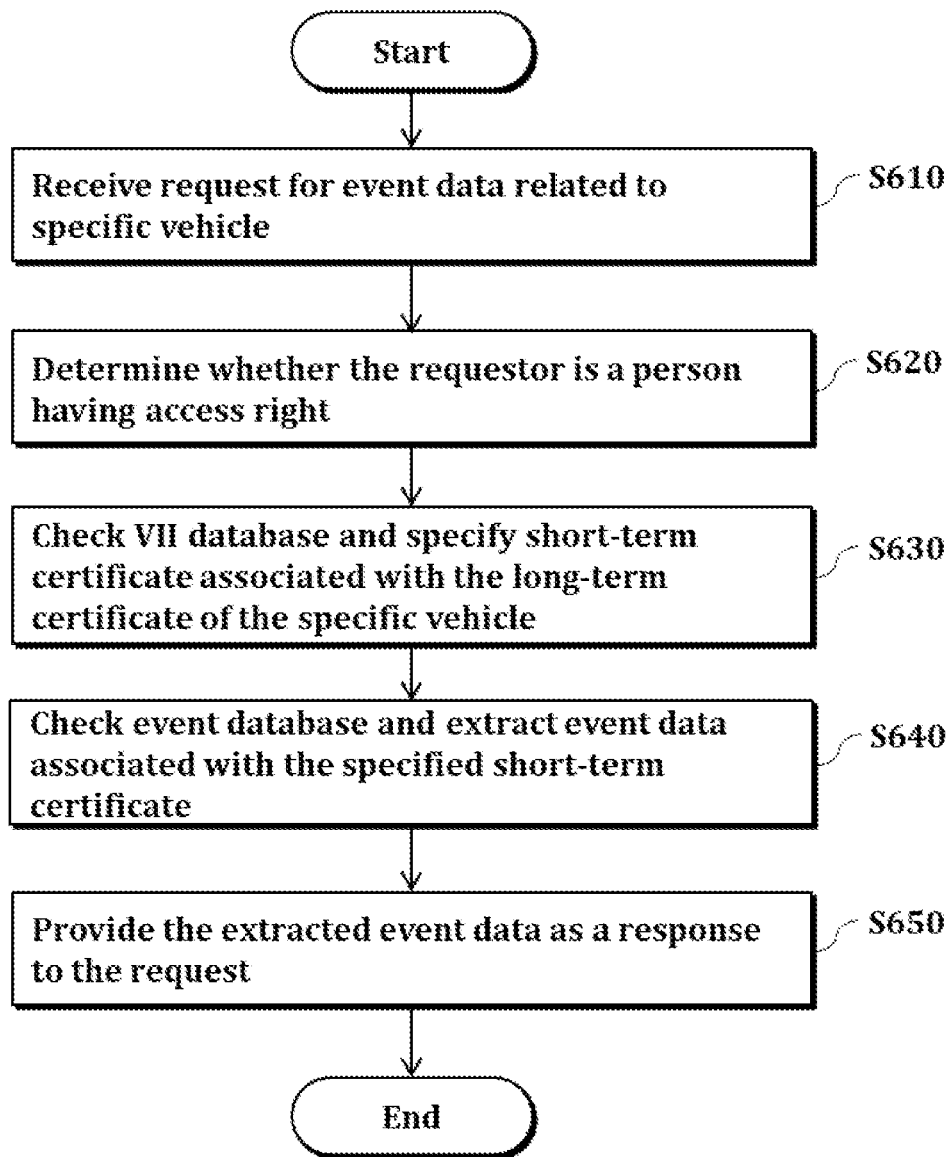 Start
Receive request for event data related to
specific vehicle
S610
Determine whether the requestor is a person
having access right
S620
Check VII database and specify short-term
certificate associated with the long-term
certificate of the specific vehicle
S630
Check event database and extract event data
associated with the specified short-term
certificate
S640
Provide the extracted event data as a response
to the request
S650
End